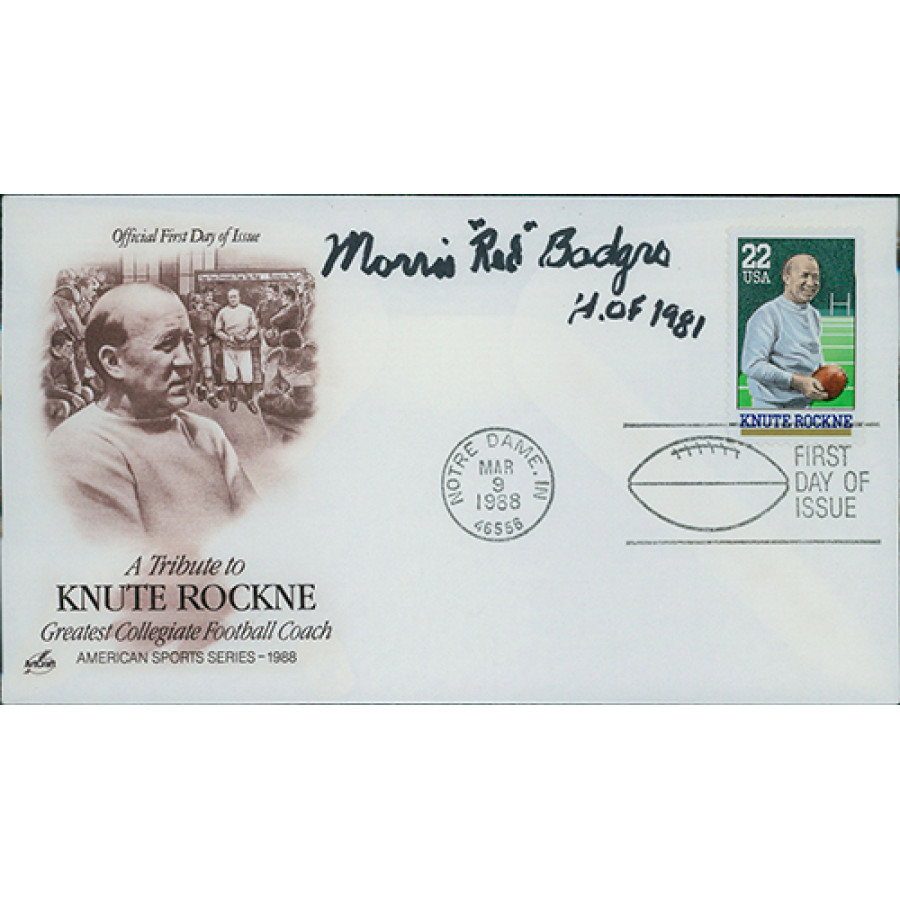 Official First Day of Issue
Morris "Red" Badgro
H. OF 1981
22
USA
KNUTE ROCKNE
NOTRE DAME, IN
MAR
9
1988
46556
FIRST
DAY OF
ISSUE
A Tribute to
KNUTE ROCKNE
Greatest Collegiate Football Coach
AMERICAN SPORTS SERIES – 1988
ArtCraft